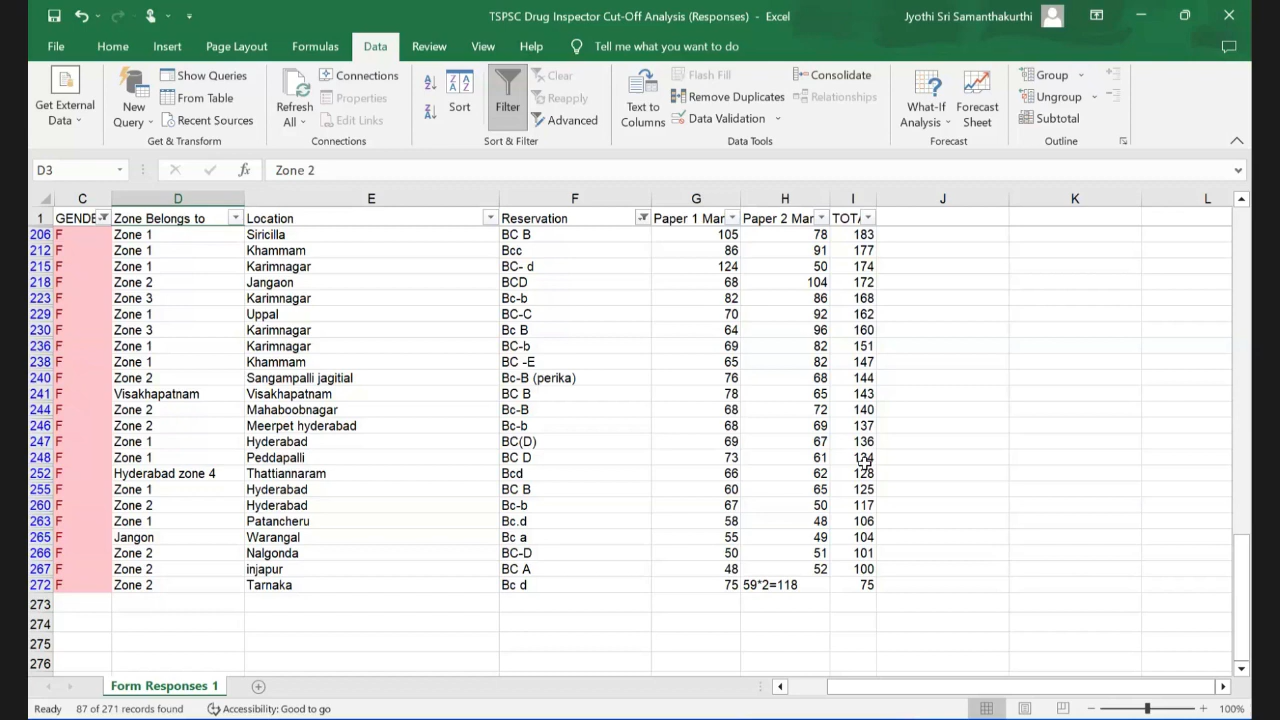 TSPSC Drug Inspector Cut-Off Analysis (Responses) - Excel
Jyothi Sri Samanthakurthi
File Home Insert Page Layout Formulas Data Review View Help Tell me what you want to do
Get External Data
New Query
Show Queries
From Table
Recent Sources
Get & Transform
Refresh All
Connections
Properties
Edit Links
Connections
Sort
Filter
Clear
Reapply
Advanced
Sort & Filter
Text to Columns
Flash Fill
Remove Duplicates
Data Validation
Consolidate
Relationships
Data Tools
What-If Analysis
Forecast Sheet
Forecast
Group
Ungroup
Subtotal
Outline
D3 fx Zone 2
C D E F G H I J K L
1 GENDE Zone Belongs to Location Reservation Paper 1 Mar Paper 2 Mar TOTA
206 F Zone 1 Siricilla BC B 105 78 183
212 F Zone 1 Khammam Bcc 86 91 177
215 F Zone 1 Karimnagar BC- d 124 50 174
218 F Zone 2 Jangaon BCD 68 104 172
223 F Zone 3 Karimnagar Bc-b 82 86 168
229 F Zone 1 Uppal BC-C 70 92 162
230 F Zone 3 Karimnagar Bc B 64 96 160
236 F Zone 1 Karimnagar BC-b 69 82 151
238 F Zone 1 Khammam BC -E 65 82 147
240 F Zone 2 Sangampalli jagitial Bc-B (perika) 76 68 144
241 F Visakhapatnam Visakhapatnam BC B 78 65 143
244 F Zone 2 Mahaboobnagar Bc-B 68 72 140
246 F Zone 2 Meerpet hyderabad Bc-b 68 69 137
247 F Zone 1 Hyderabad BC(D) 69 67 136
248 F Zone 1 Peddapalli BC D 73 61 134
252 F Hyderabad zone 4 Thattiannaram Bcd 66 62 128
255 F Zone 1 Hyderabad BC B 60 65 125
260 F Zone 2 Hyderabad Bc-b 67 50 117
263 F Zone 1 Patancheru Bc.d 58 48 106
265 F Jangon Warangal Bc a 55 49 104
266 F Zone 2 Nalgonda BC-D 50 51 101
267 F Zone 2 injapur BC A 48 52 100
272 F Zone 2 Tarnaka Bc d 75 59*2=118 75
273
274
275
276
Form Responses 1
Ready 87 of 271 records found Accessibility: Good to go 100%